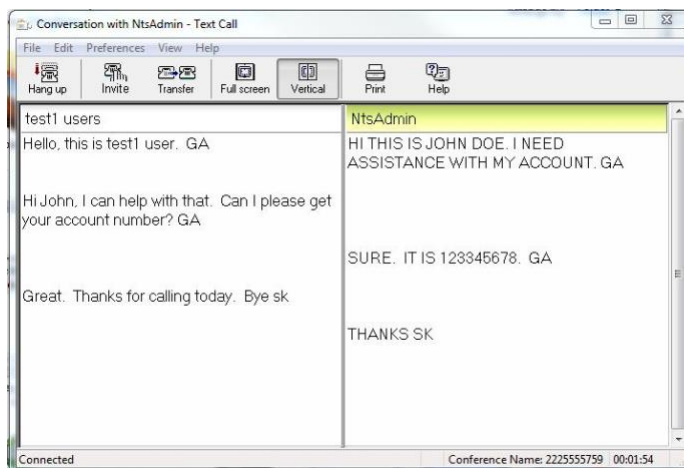 Conversation with NtsAdmin - Text Call
File Edit Preferences View Help
Hang up Invite Transfer Full screen Vertical Print Help
test1 users
Hello, this is test1 user. GA
Hi John, I can help with that. Can I please get
your account number? GA
Great. Thanks for calling today. Bye sk
NtsAdmin
HI THIS IS JOHN DOE. I NEED
ASSISTANCE WITH MY ACCOUNT. GA
SURE. IT IS 123345678. GA
THANKS SK
Connected
Conference Name: 2225555759 00:01:54